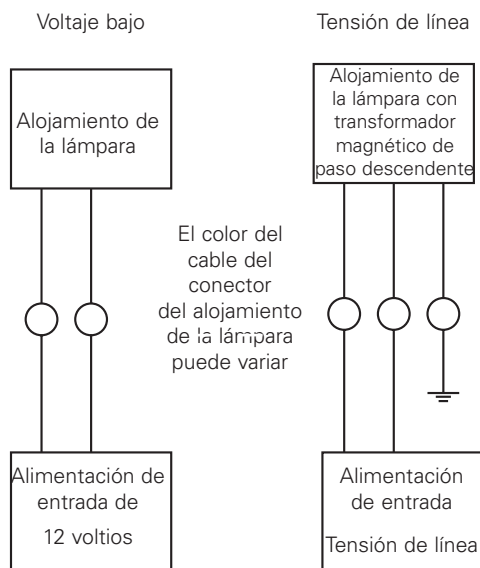 Voltaje bajo
Alojamiento de
la lámpara
Alimentación de
entrada de
12 voltios
El color del
cable del
conector
del alojamiento
de la lámpara
puede variar
Tensión de línea
Alojamiento de
la lámpara con
transformador
magnético de
paso descendente
Alimentación
de entrada
Tensión de línea